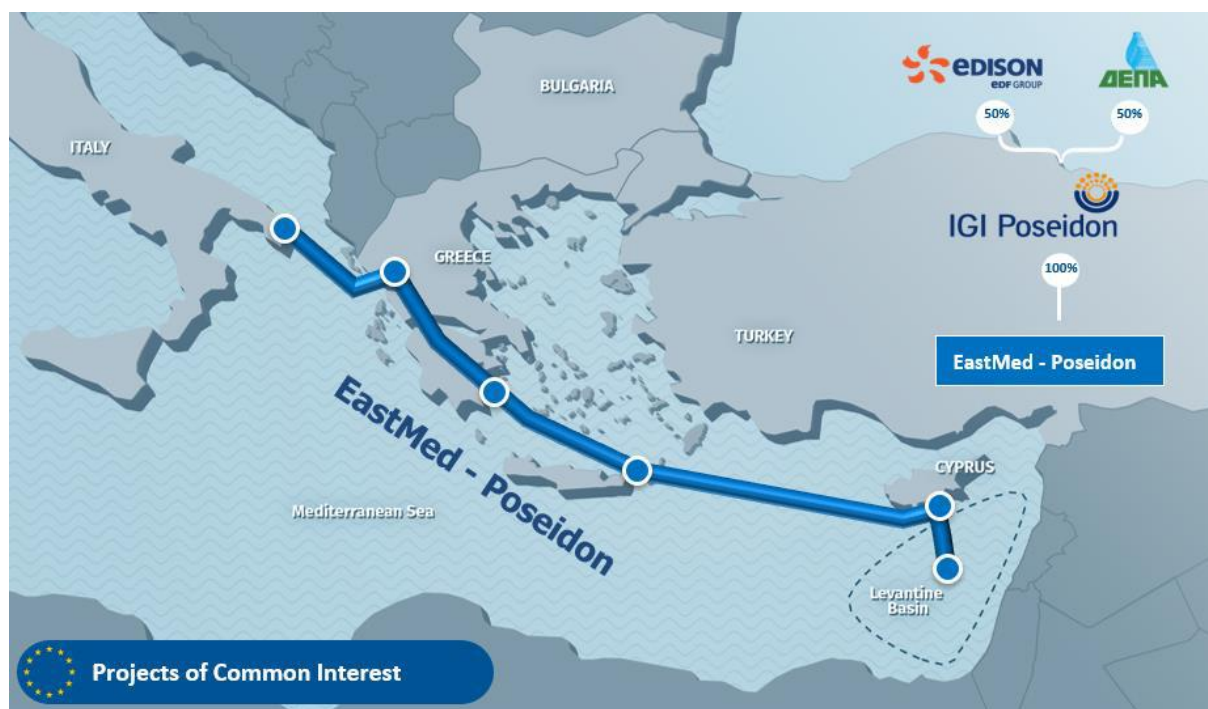 BULGARIA
ITALY
GREECE
TURKEY
CYPRUS
Mediterranean Sea
Levantine
Basin
EastMed - Poseidon
eDISON
eDF GROUP
ΔΕΠΑ
50%
50%
IGI Poseidon
100%
EastMed - Poseidon
Projects of Common Interest